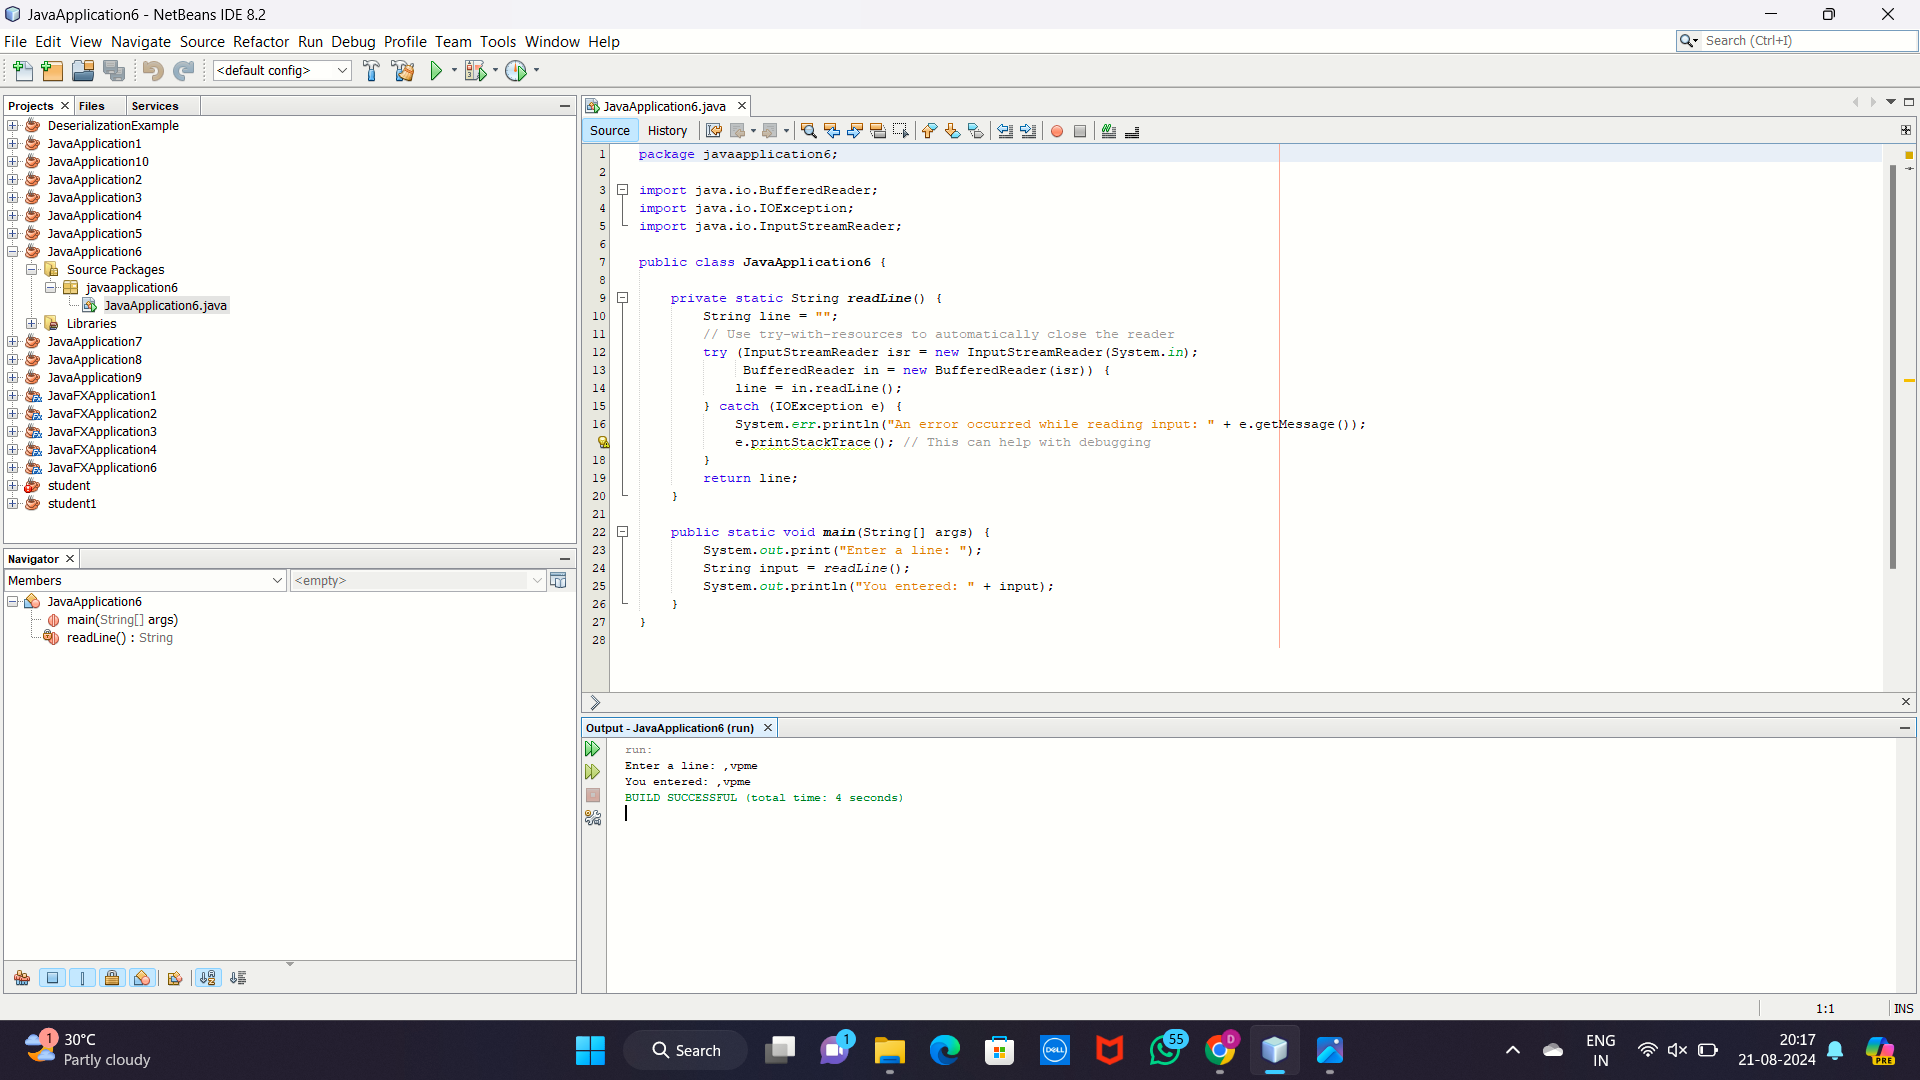 JavaApplication6 - NetBeans IDE 8.2
File Edit View Navigate Source Refactor Run Debug Profile Team Tools Window Help
Search (Ctrl+I)
<default config>
Projects Files Services
DeserializationExample
JavaApplication1
JavaApplication10
JavaApplication2
JavaApplication3
JavaApplication4
JavaApplication5
JavaApplication6
Source Packages
javaapplication6
JavaApplication6.java
Libraries
JavaApplication7
JavaApplication8
JavaApplication9
JavaFXApplication1
JavaFXApplication2
JavaFXApplication3
JavaFXApplication4
JavaFXApplication6
student
student1
Navigator
Members <empty>
JavaApplication6
main(String[] args)
readLine() : String
JavaApplication6.java
Source History
1 package javaapplication6;
2
3 import java.io.BufferedReader;
4 import java.io.IOException;
5 import java.io.InputStreamReader;
6
7 public class JavaApplication6 {
8
9 private static String readLine() {
10 String line = "";
11 // Use try-with-resources to automatically close the reader
12 try (InputStreamReader isr = new InputStreamReader(System.in);
13 BufferedReader in = new BufferedReader(isr)) {
14 line = in.readLine();
15 } catch (IOException e) {
16 System.err.println("An error occurred while reading input: " + e.getMessage());
e.printStackTrace(); // This can help with debugging
18 }
19 return line;
20 }
21
22 public static void main(String[] args) {
23 System.out.print("Enter a line: ");
24 String input = readLine();
25 System.out.println("You entered: " + input);
26 }
27 }
28
Output - JavaApplication6 (run)
run:
Enter a line: ,vpme
You entered: ,vpme
BUILD SUCCESSFUL (total time: 4 seconds)
1:1 INS
1 30°C
Partly cloudy
Search
1
DELL
55
D
ENG
IN
20:17
21-08-2024
PRE